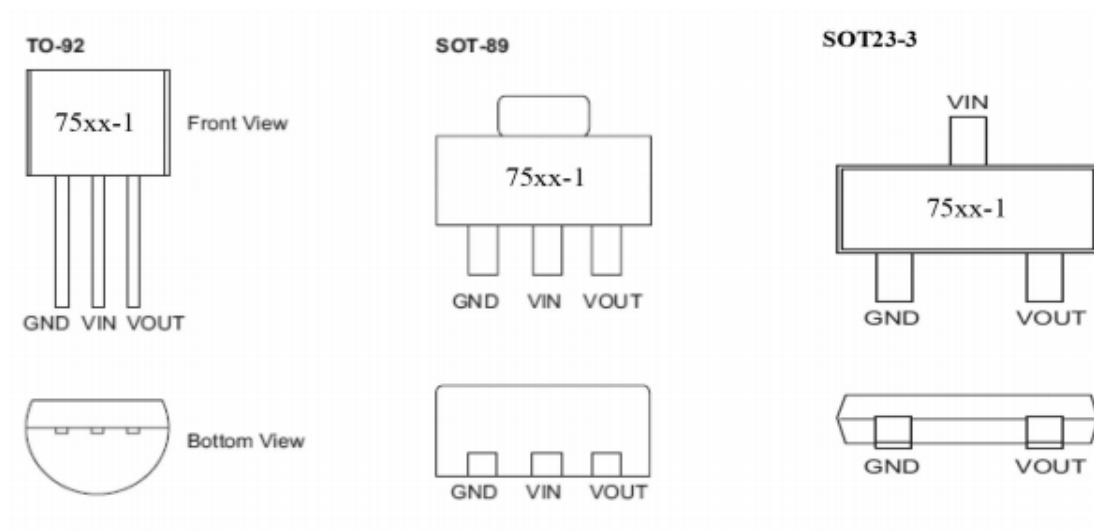 TO-92
75xx-1
Front View
GND VIN VOUT
Bottom View
SOT-89
75xx-1
GND VIN VOUT
GND VIN VOUT
SOT23-3
VIN
75xx-1
GND VOUT
GND VOUT